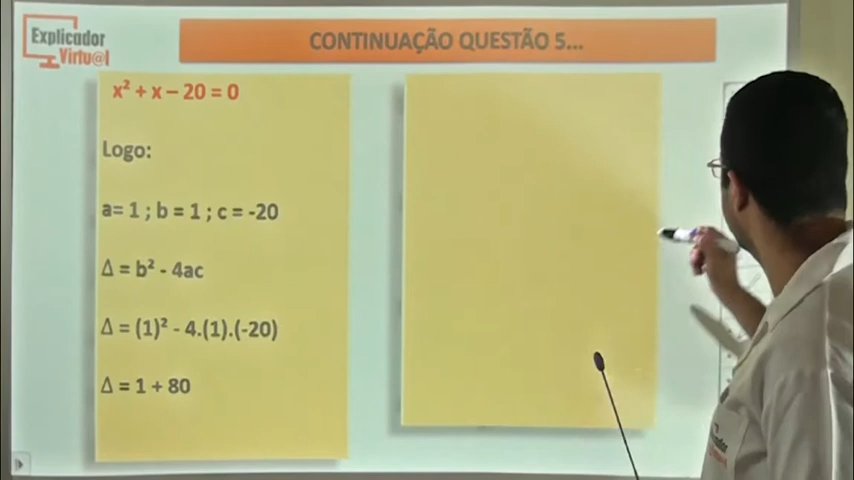 Explicador
Virtu@l
CONTINUAÇÃO QUESTÃO 5...
x² + x – 20 = 0
Logo:
a= 1 ; b = 1 ; c = -20
Δ = b² - 4ac
Δ = (1)² - 4.(1).(-20)
Δ = 1 + 80